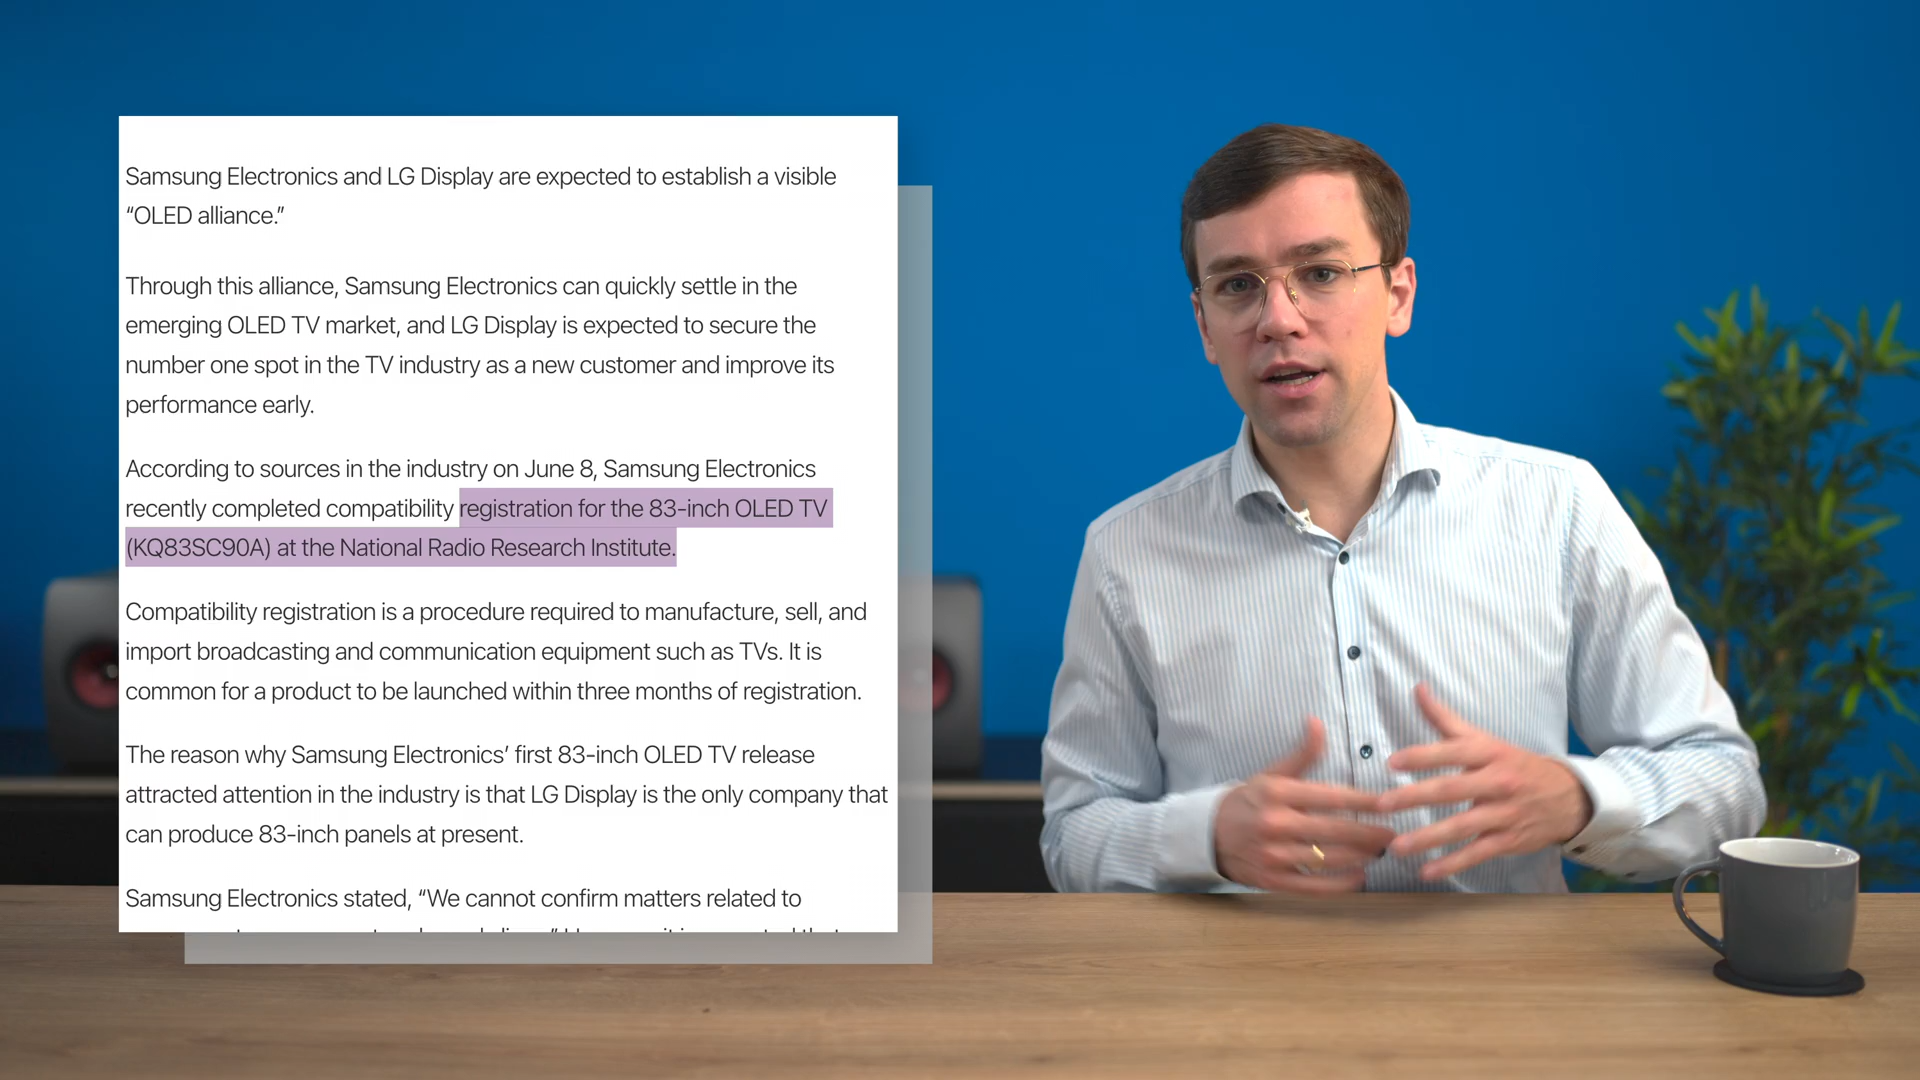 Samsung Electronics and LG Display are expected to establish a visible
“OLED alliance.”
Through this alliance, Samsung Electronics can quickly settle in the
emerging OLED TV market, and LG Display is expected to secure the
number one spot in the TV industry as a new customer and improve its
performance early.
According to sources in the industry on June 8, Samsung Electronics
recently completed compatibility registration for the 83-inch OLED TV
(KQ83SC90A) at the National Radio Research Institute.
Compatibility registration is a procedure required to manufacture, sell, and
import broadcasting and communication equipment such as TVs. It is
common for a product to be launched within three months of registration.
The reason why Samsung Electronics’ first 83-inch OLED TV release
attracted attention in the industry is that LG Display is the only company that
can produce 83-inch panels at present.
Samsung Electronics stated, “We cannot confirm matters related to